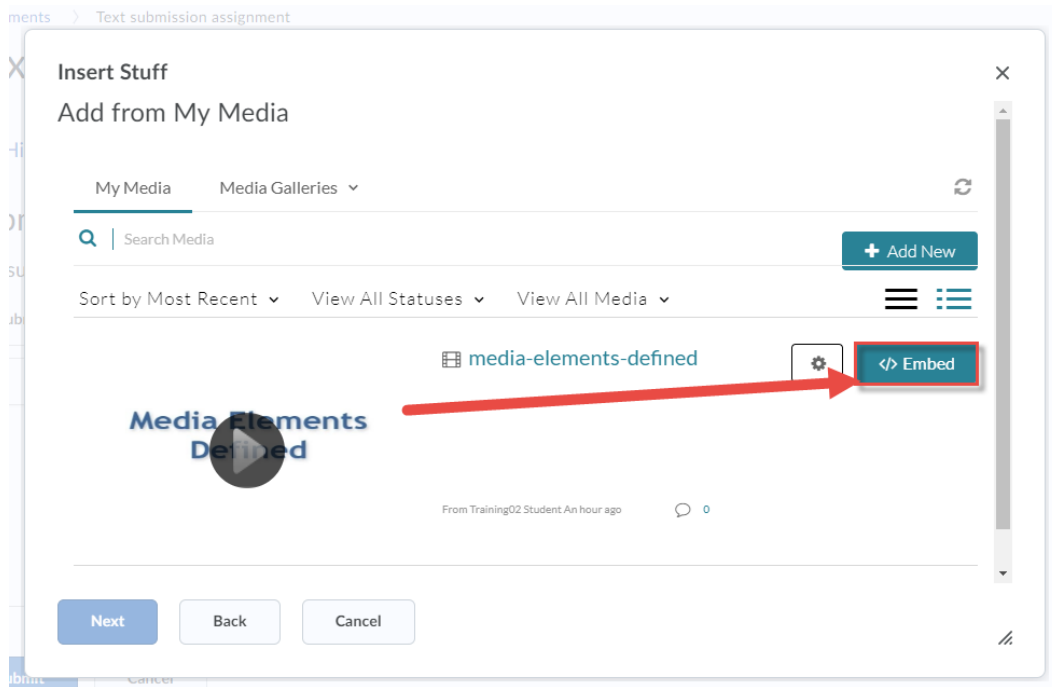 ments > Text submission assignment
Insert Stuff
Add from My Media
My Media Media Galleries
Search Media
+ Add New
Sort by Most Recent View All Statuses View All Media
media-elements-defined
</> Embed
Media Elements
Defined
From Training02 Student An hour ago 0
Next Back Cancel
ubmit Cancel